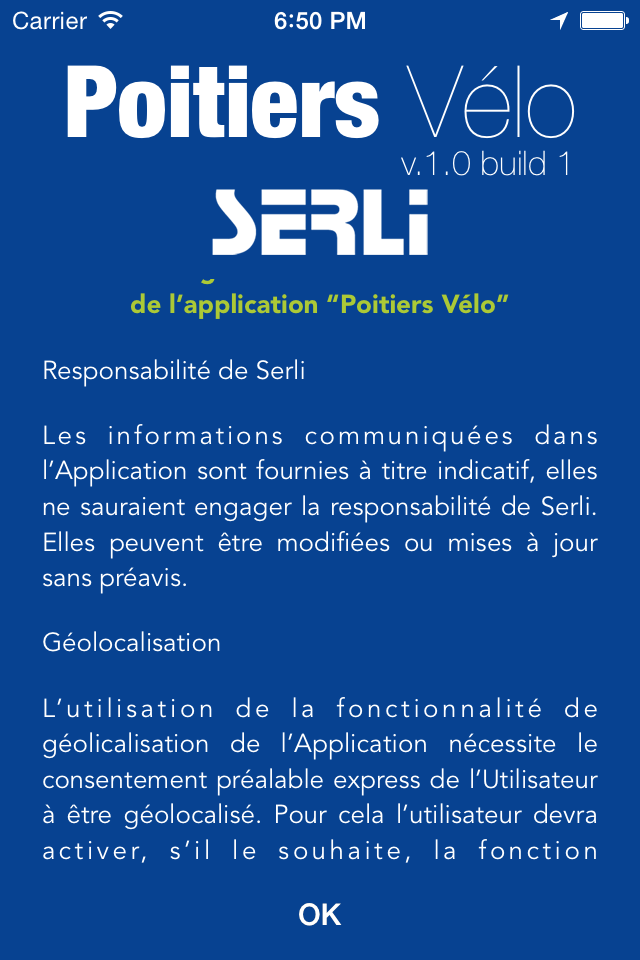 Carrier 6:50 PM
Poitiers Vélo
v.1.0 build 1
SERLi
de l’application “Poitiers Vélo”
Responsabilité de Serli
Les informations communiquées dans
l’Application sont fournies à titre indicatif, elles
ne sauraient engager la responsabilité de Serli.
Elles peuvent être modifiées ou mises à jour
sans préavis.
Géolocalisation
L’utilisation de la fonctionnalité de
géolicalisation de l’Application nécessite le
consentement préalable express de l’Utilisateur
à être géolocalisé. Pour cela l’utilisateur devra
activer, s’il le souhaite, la fonction
OK